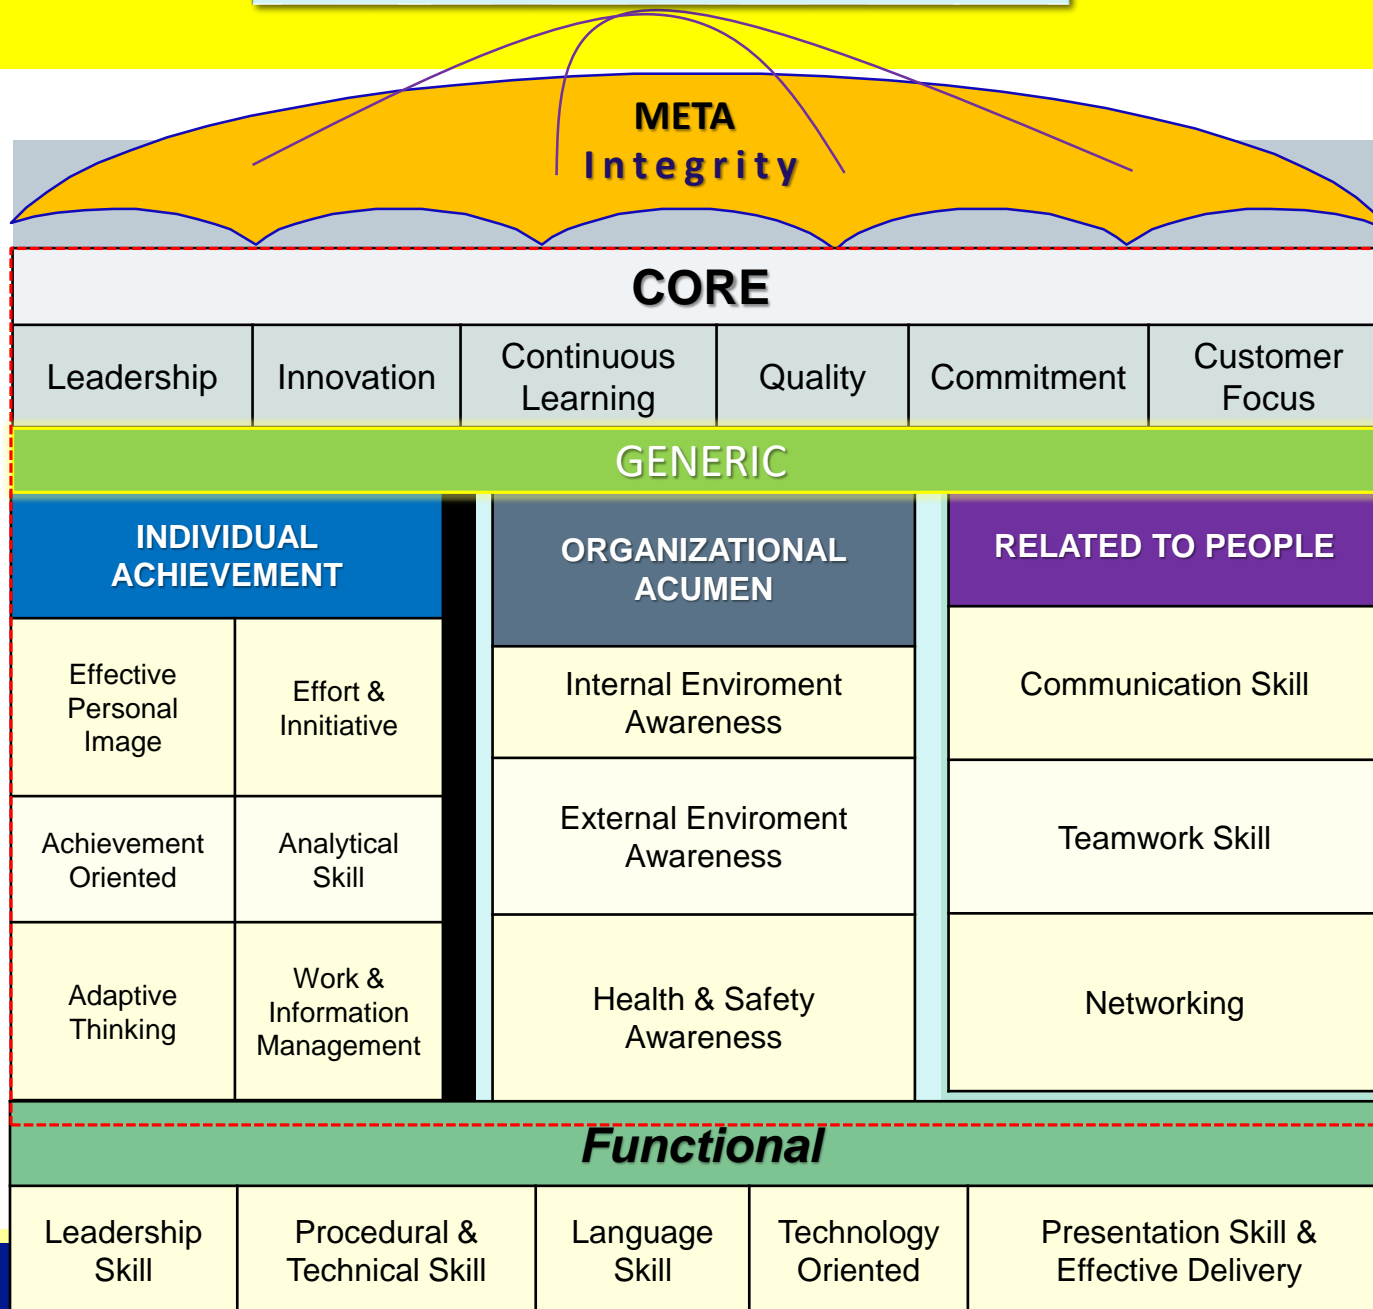 META
Integrity
CORE
Leadership
Innovation
Continuous
Learning
Quality
Commitment
Customer
Focus
GENERIC
INDIVIDUAL
ACHIEVEMENT
ORGANIZATIONAL
ACUMEN
RELATED TO PEOPLE
Effective
Personal
Image
Effort &
Innitiative
Achievement
Oriented
Analytical
Skill
Adaptive
Thinking
Work &
Information
Management
Internal Enviroment
Awareness
External Enviroment
Awareness
Health & Safety
Awareness
Communication Skill
Teamwork Skill
Networking
Functional
Leadership
Skill
Procedural &
Technical Skill
Language
Skill
Technology
Oriented
Presentation Skill &
Effective Delivery